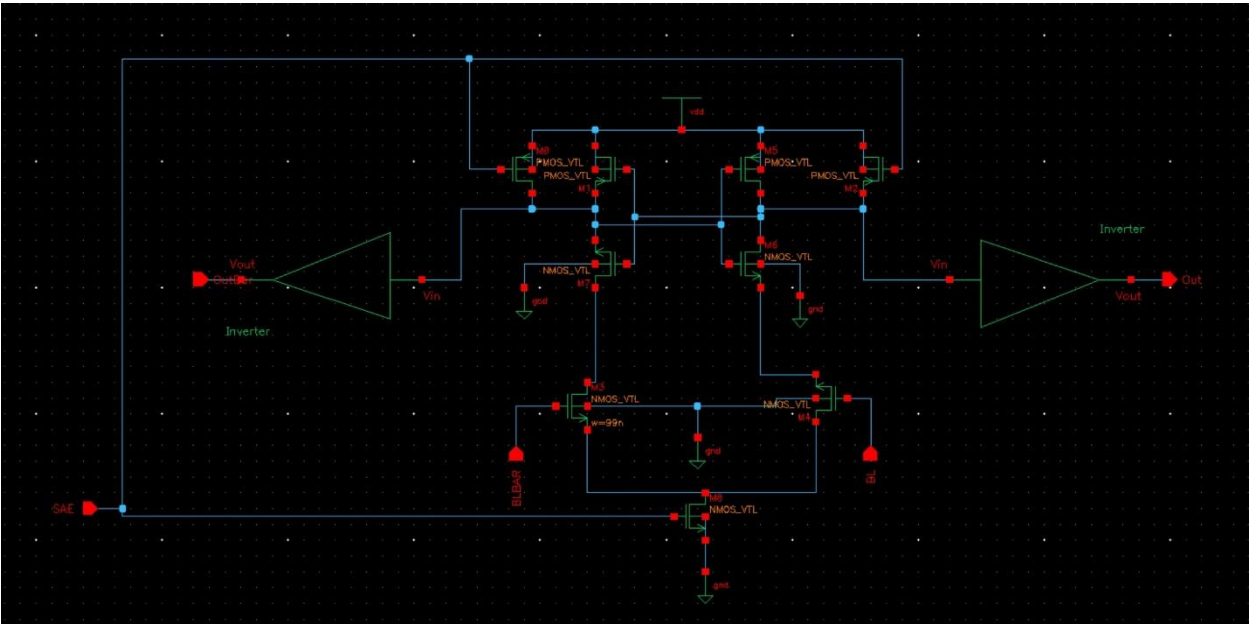 vdd
M0
M5
PMOS_VTL
PMOS_VTL
PMOS_VTL
PMOS_VTL
M1
M2
Inverter
M6
Vout
NMOS_VTL
Vin
Out
NMOS_VTL
M7
Vin
Vout
gnd
gnd
Inverter
M3
NMOS_VTL
NMOS_VTL
M4
w=99n
gnd
BLBAR
BL
M8
SAE
NMOS_VTL
gnd